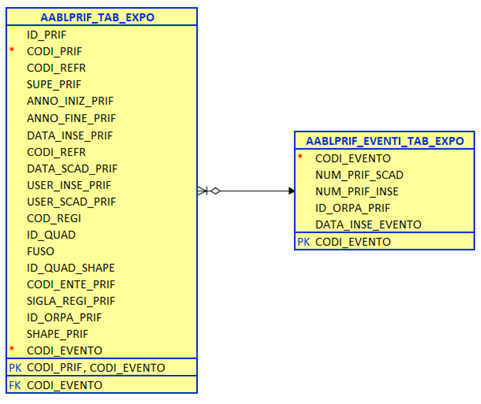 AABLPRIF_TAB_EXPO
ID_PRIF
* CODI_PRIF
CODI_REFR
SUPE_PRIF
ANNO_INIZ_PRIF
ANNO_FINE_PRIF
DATA_INSE_PRIF
CODI_REFR
DATA_SCAD_PRIF
USER_INSE_PRIF
USER_SCAD_PRIF
COD_REGI
ID_QUAD
FUSO
ID_QUAD_SHAPE
CODI_ENTE_PRIF
SIGLA_REGI_PRIF
ID_ORPA_PRIF
SHAPE_PRIF
* CODI_EVENTO
PK CODI_PRIF, CODI_EVENTO
FK CODI_EVENTO
AABLPRIF_EVENTI_TAB_EXPO
* CODI_EVENTO
NUM_PRIF_SCAD
NUM_PRIF_INSE
ID_ORPA_PRIF
DATA_INSE_EVENTO
PK CODI_EVENTO